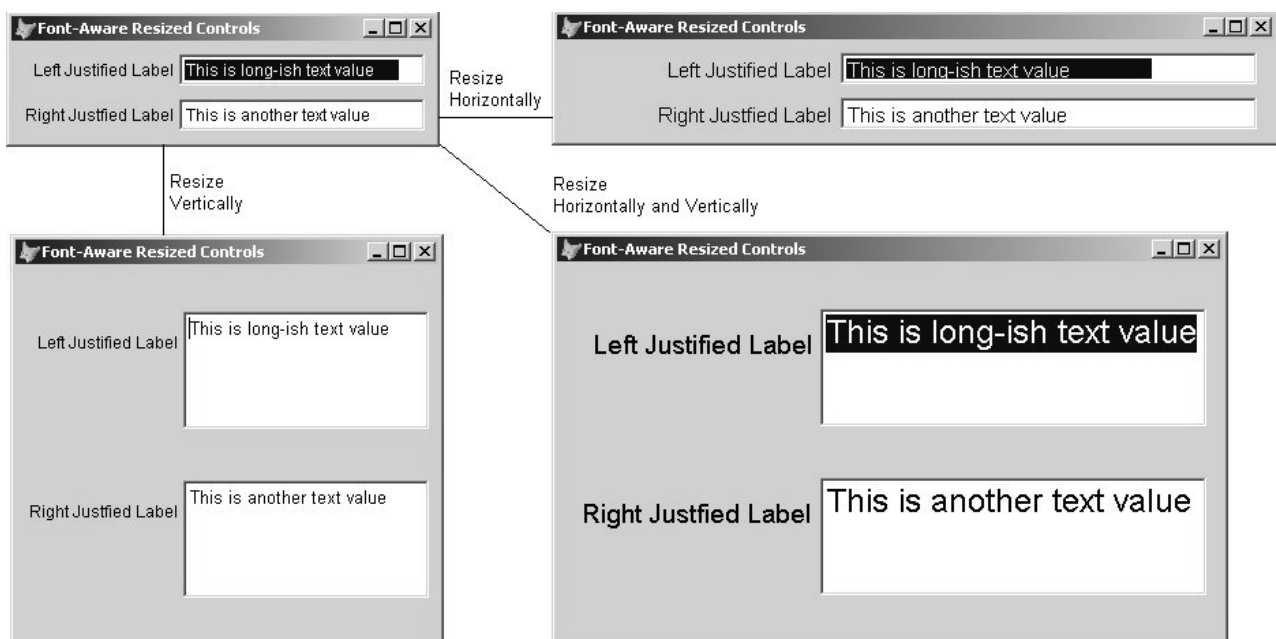 Font-Aware Resized Controls
Left Justified Label This is long-ish text value
Right Justfied Label This is another text value
Resize
Horizontally
Font-Aware Resized Controls
Left Justified Label This is long-ish text value
Right Justfied Label This is another text value
Resize
Vertically
Resize
Horizontally and Vertically
Font-Aware Resized Controls
This is long-ish text value
Left Justified Label
This is another text value
Right Justfied Label
Font-Aware Resized Controls
This is long-ish text value
Left Justified Label
This is another text value
Right Justfied Label